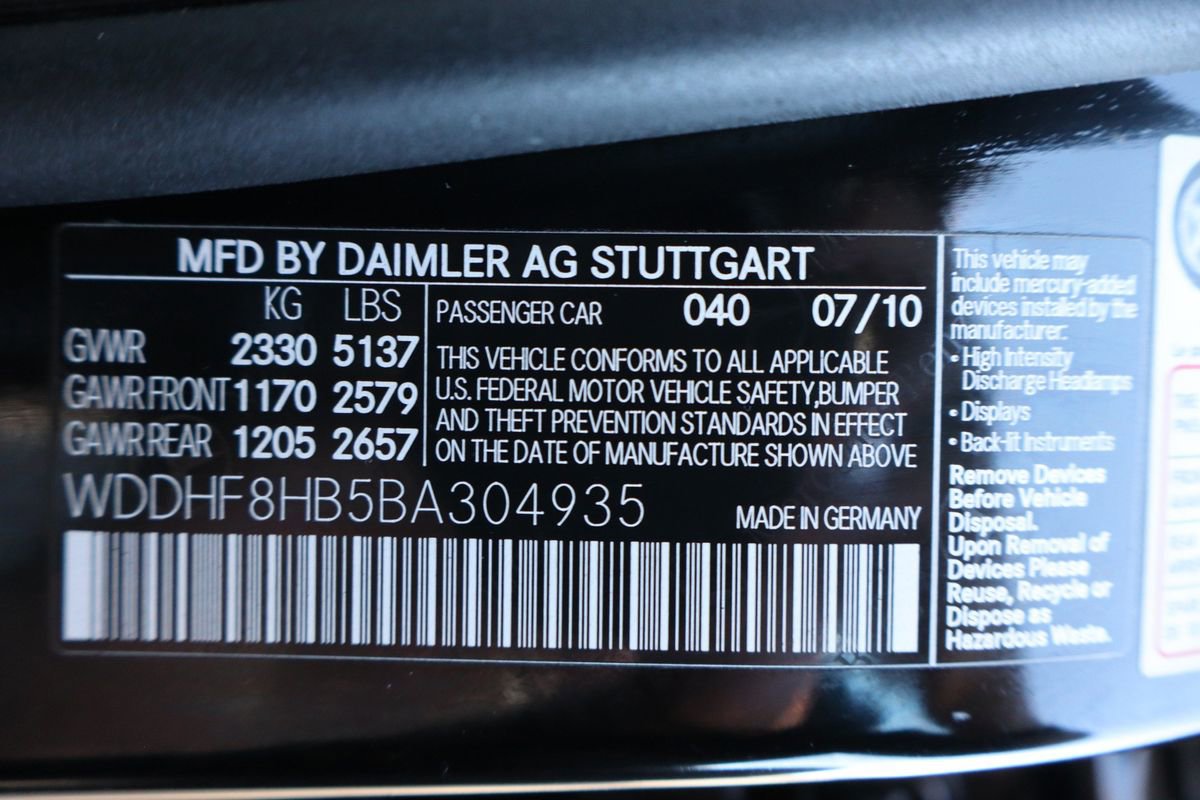 MFD BY DAIMLER AG STUTTGART
KG LBS
GVWR 2330 5137
GAWR FRONT 1170 2579
GAWR REAR 1205 2657
PASSENGER CAR 040 07/10
THIS VEHICLE CONFORMS TO ALL APPLICABLE
U.S. FEDERAL MOTOR VEHICLE SAFETY,BUMPER
AND THEFT PREVENTION STANDARDS IN EFFECT
ON THE DATE OF MANUFACTURE SHOWN ABOVE
WDDHF8HB5BA304935
MADE IN GERMANY
This vehicle may
include mercury-added
devices installed by the
manufacturer:
• High Intensity
Discharge Headlamps
• Displays
• Back-lit Instruments
Remove Devices
Before Vehicle
Disposal.
Upon Removal of
Devices Please
Reuse, Recycle or
Dispose as
Hazardous Waste.